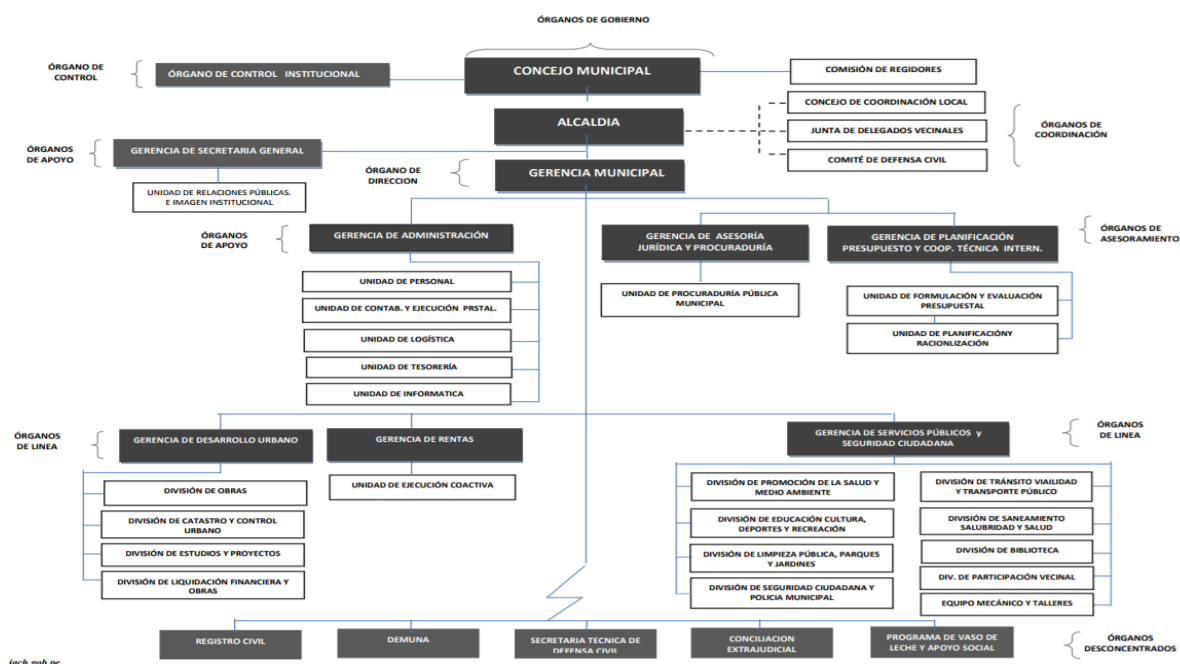 ÓRGANOS DE GOBIERNO
ÓRGANO DE
CONTROL
ÓRGANO DE CONTROL INSTITUCIONAL
CONCEJO MUNICIPAL
COMISIÓN DE REGIDORES
CONCEJO DE COORDINACIÓN LOCAL
ALCALDIA
JUNTA DE DELEGADOS VECINALES
ÓRGANOS DE
COORDINACIÓN
COMITÉ DE DEFENSA CIVIL
ÓRGANOS
DE APOYO
GERENCIA DE SECRETARIA GENERAL
ÓRGANO DE
DIRECCION
GERENCIA MUNICIPAL
UNIDAD DE RELACIONES PÚBLICAS.
E IMAGEN INSTITUCIONAL
ÓRGANOS
DE APOYO
GERENCIA DE ADMINISTRACIÓN
GERENCIA DE ASESORÍA
JURÍDICA Y PROCURADURÍA
GERENCIA DE PLANIFICACIÓN
PRESUPUESTO Y COOP. TÉCNICA INTERN.
ÓRGANOS DE
ASESORAMIENTO
UNIDAD DE PERSONAL
UNIDAD DE CONTAB. Y EJECUCIÓN PRSTAL.
UNIDAD DE LOGÍSTICA
UNIDAD DE TESORERÍA
UNIDAD DE INFORMATICA
UNIDAD DE PROCURADURÍA PÚBLICA
MUNICIPAL
UNIDAD DE FORMULACIÓN Y EVALUACIÓN
PRESUPUESTAL
UNIDAD DE PLANIFICACIÓNY
RACIONLIZACIÓN
ÓRGANOS
DE LINEA
GERENCIA DE DESARROLLO URBANO
GERENCIA DE RENTAS
GERENCIA DE SERVICIOS PÚBLICOS y
SEGURIDAD CIUDADANA
ÓRGANOS
DE LINEA
DIVISIÓN DE OBRAS
DIVISIÓN DE CATASTRO Y CONTROL
URBANO
DIVISIÓN DE ESTUDIOS Y PROYECTOS
DIVISIÓN DE LIQUIDACIÓN FINANCIERA Y
OBRAS
UNIDAD DE EJECUCIÓN COACTIVA
DIVISIÓN DE PROMOCIÓN DE LA SALUD Y
MEDIO AMBIENTE
DIVISIÓN DE EDUCACIÓN CULTURA,
DEPORTES Y RECREACIÓN
DIVISIÓN DE LIMPIEZA PÚBLICA, PARQUES
Y JARDINES
DIVISIÓN DE SEGURIDAD CIUDADANA Y
POLICIA MUNICIPAL
DIVISIÓN DE TRÁNSITO VIAILIDAD
Y TRANSPORTE PÚBLICO
DIVISIÓN DE SANEAMIENTO
SALUBRIDAD Y SALUD
DIVISIÓN DE BIBLIOTECA
DIV. DE PARTICIPACIÓN VECINAL
EQUIPO MECÁNICO Y TALLERES
REGISTRO CIVIL
DEMUNA
SECRETARIA TECNICA DE
DEFENSA CIVIL
CONCILIACION
EXTRAJUDICIAL
PROGRAMA DE VASO DE
LECHE Y APOYO SOCIAL
ÓRGANOS
DESCONCENTRADOS